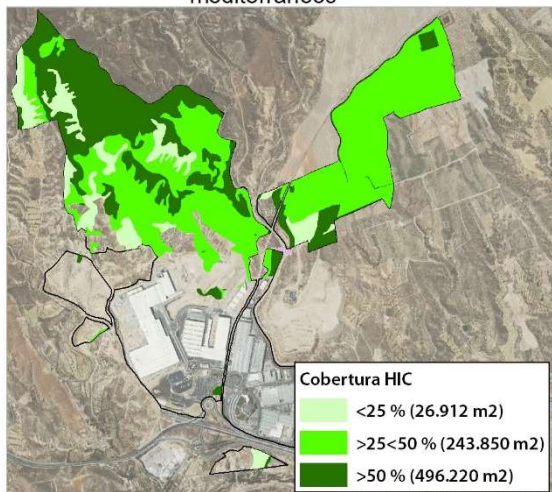 mediterráneos
Cobertura HIC
<25 % (26.912 m2)
>25<50 % (243.850 m2)
>50 % (496.220 m2)